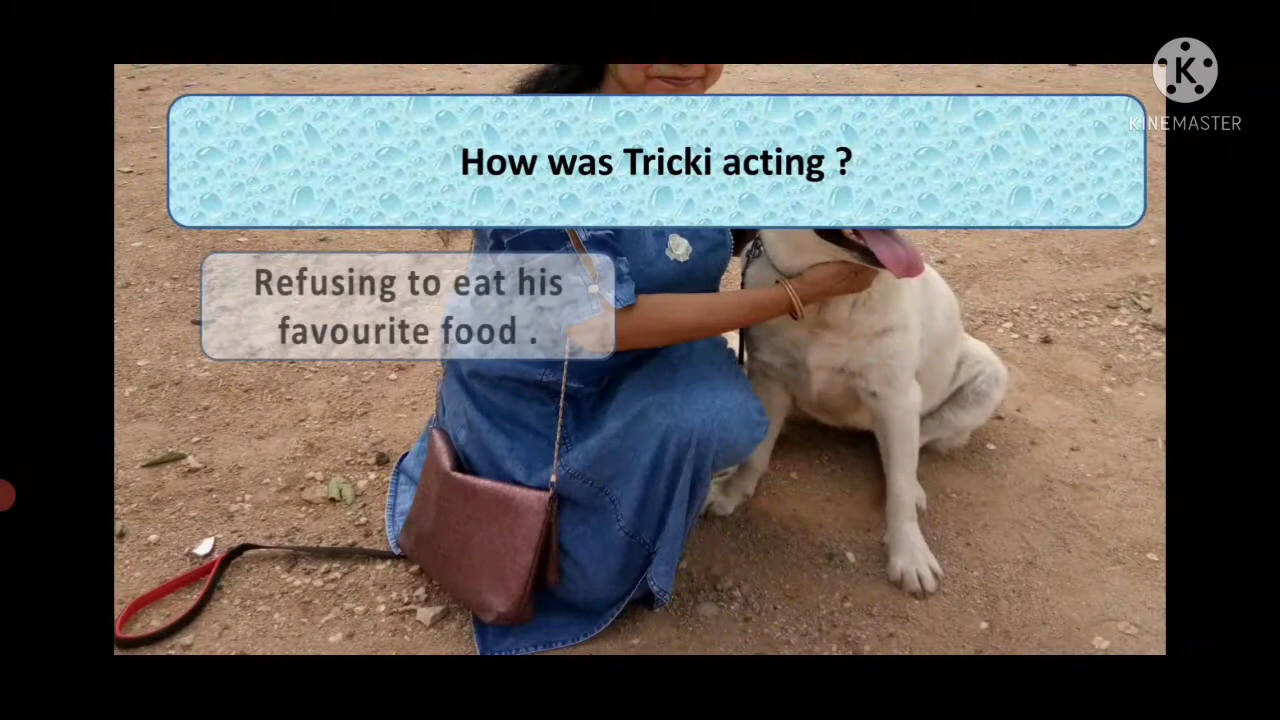 How was Tricki acting ?
Refusing to eat his
favourite food .
K
KINEMASTER